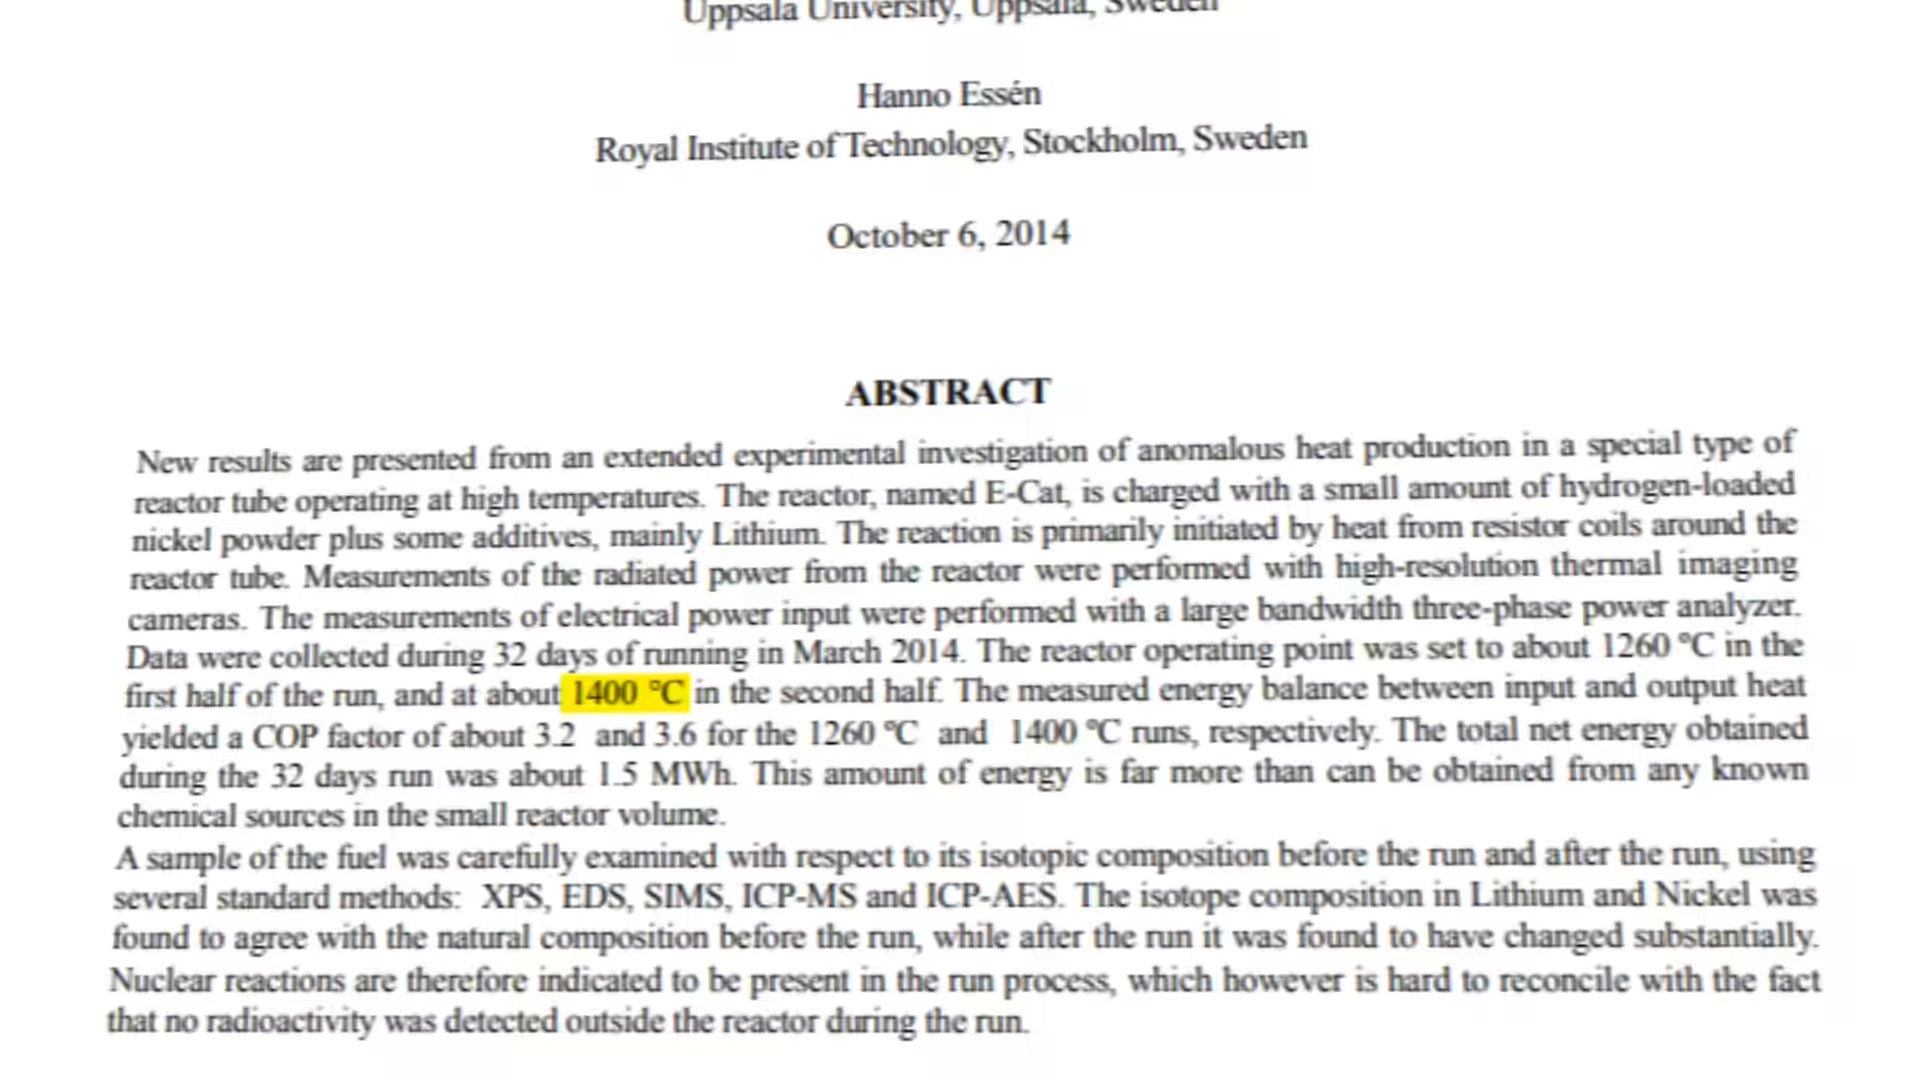 Uppsala University, Uppsala, Sweden
Hanno Essén
Royal Institute of Technology, Stockholm, Sweden
October 6, 2014
ABSTRACT
New results are presented from an extended experimental investigation of anomalous heat production in a special type of
reactor tube operating at high temperatures. The reactor, named E-Cat, is charged with a small amount of hydrogen-loaded
nickel powder plus some additives, mainly Lithium. The reaction is primarily initiated by heat from resistor coils around the
reactor tube. Measurements of the radiated power from the reactor were performed with high-resolution thermal imaging
cameras. The measurements of electrical power input were performed with a large bandwidth three-phase power analyzer.
Data were collected during 32 days of running in March 2014. The reactor operating point was set to about 1260 ºC in the
first half of the run, and at about 1400 °C in the second half. The measured energy balance between input and output heat
yielded a COP factor of about 3.2 and 3.6 for the 1260 ºC and 1400 ºC runs, respectively. The total net energy obtained
during the 32 days run was about 1.5 MWh. This amount of energy is far more than can be obtained from any known
chemical sources in the small reactor volume.
A sample of the fuel was carefully examined with respect to its isotopic composition before the run and after the run, using
several standard methods: XPS, EDS, SIMS, ICP-MS and ICP-AES. The isotope composition in Lithium and Nickel was
found to agree with the natural composition before the run, while after the run it was found to have changed substantially.
Nuclear reactions are therefore indicated to be present in the run process, which however is hard to reconcile with the fact
that no radioactivity was detected outside the reactor during the run.